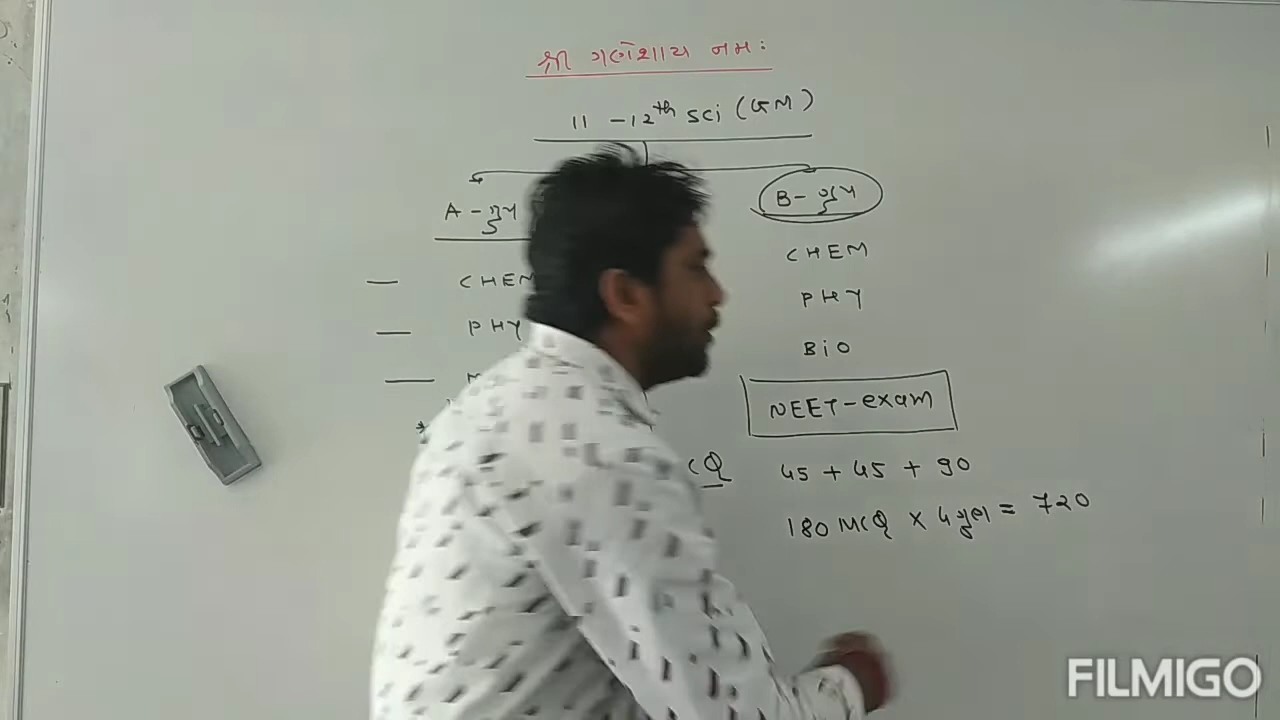 શ્રી ગણેશાય નમઃ
11 - 12th sci (GM)
A - ગ્રુપ
B - ગ્રુપ
CHEM
PHY
CHEM
PHY
BiO
NEET - exam
CQ
45 + 45 + 90
180 MCQ × 4 ગુણ = 720
FILMIGO